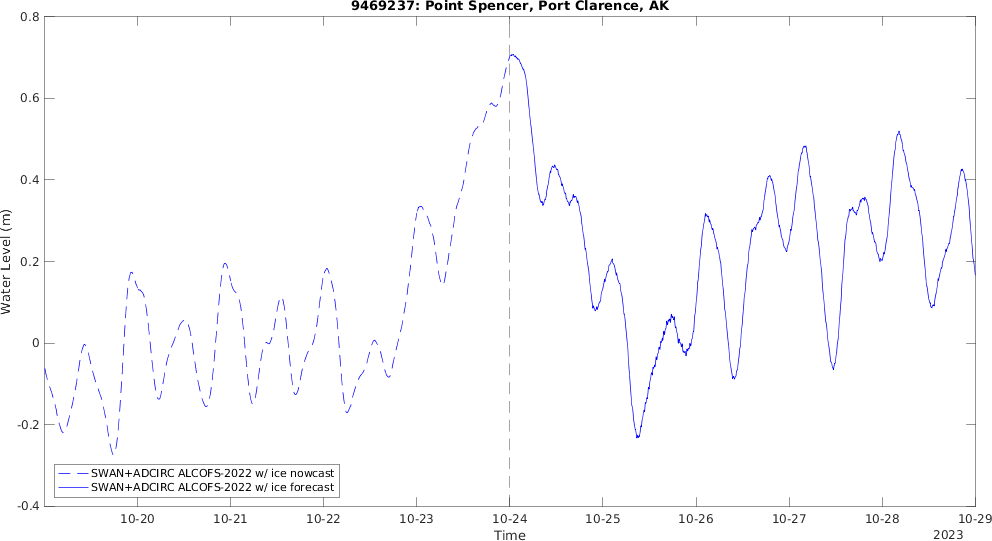 9469237: Point Spencer, Port Clarence, AK
0.8
0.6
0.4
0.2
0
-0.2
-0.4
Water Level (m)
SWAN+ADCIRC ALCOFS-2022 w/ ice nowcast
SWAN+ADCIRC ALCOFS-2022 w/ ice forecast
10-20 10-21 10-22 10-23 10-24 10-25 10-26 10-27 10-28 10-29
Time
2023